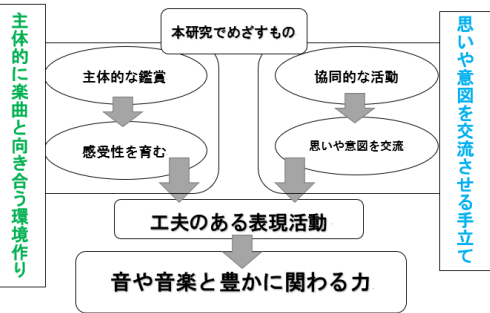 本研究でめざすもの
主体的に楽曲と向き合う環境作り
主体的な鑑賞
感受性を育む
協同的な活動
思いや意図を交流
思いや意図を交流させる手立て
工夫のある表現活動
音や音楽と豊かに関わる力